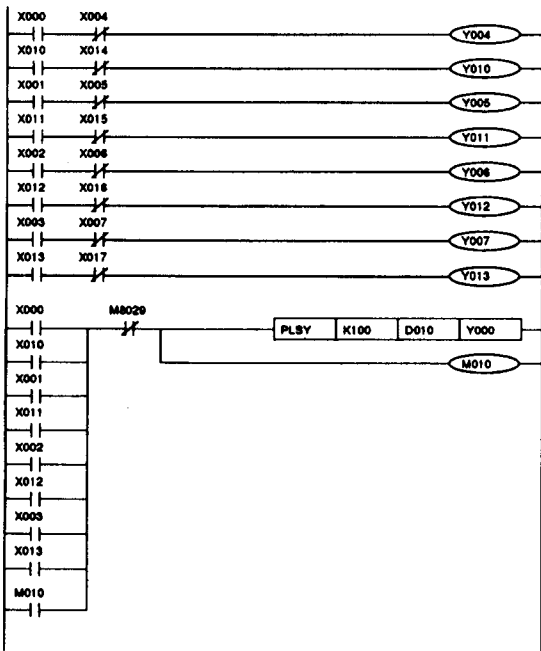 X000 X004
Y004
X010 X014
Y010
X001 X005
Y005
X011 X015
Y011
X002 X006
Y006
X012 X016
Y012
X003 X007
Y007
X013 X017
Y013
X000 M8029
PLSY K100 D010 Y000
X010
M010
X001
X011
X002
X012
X003
X013
M010